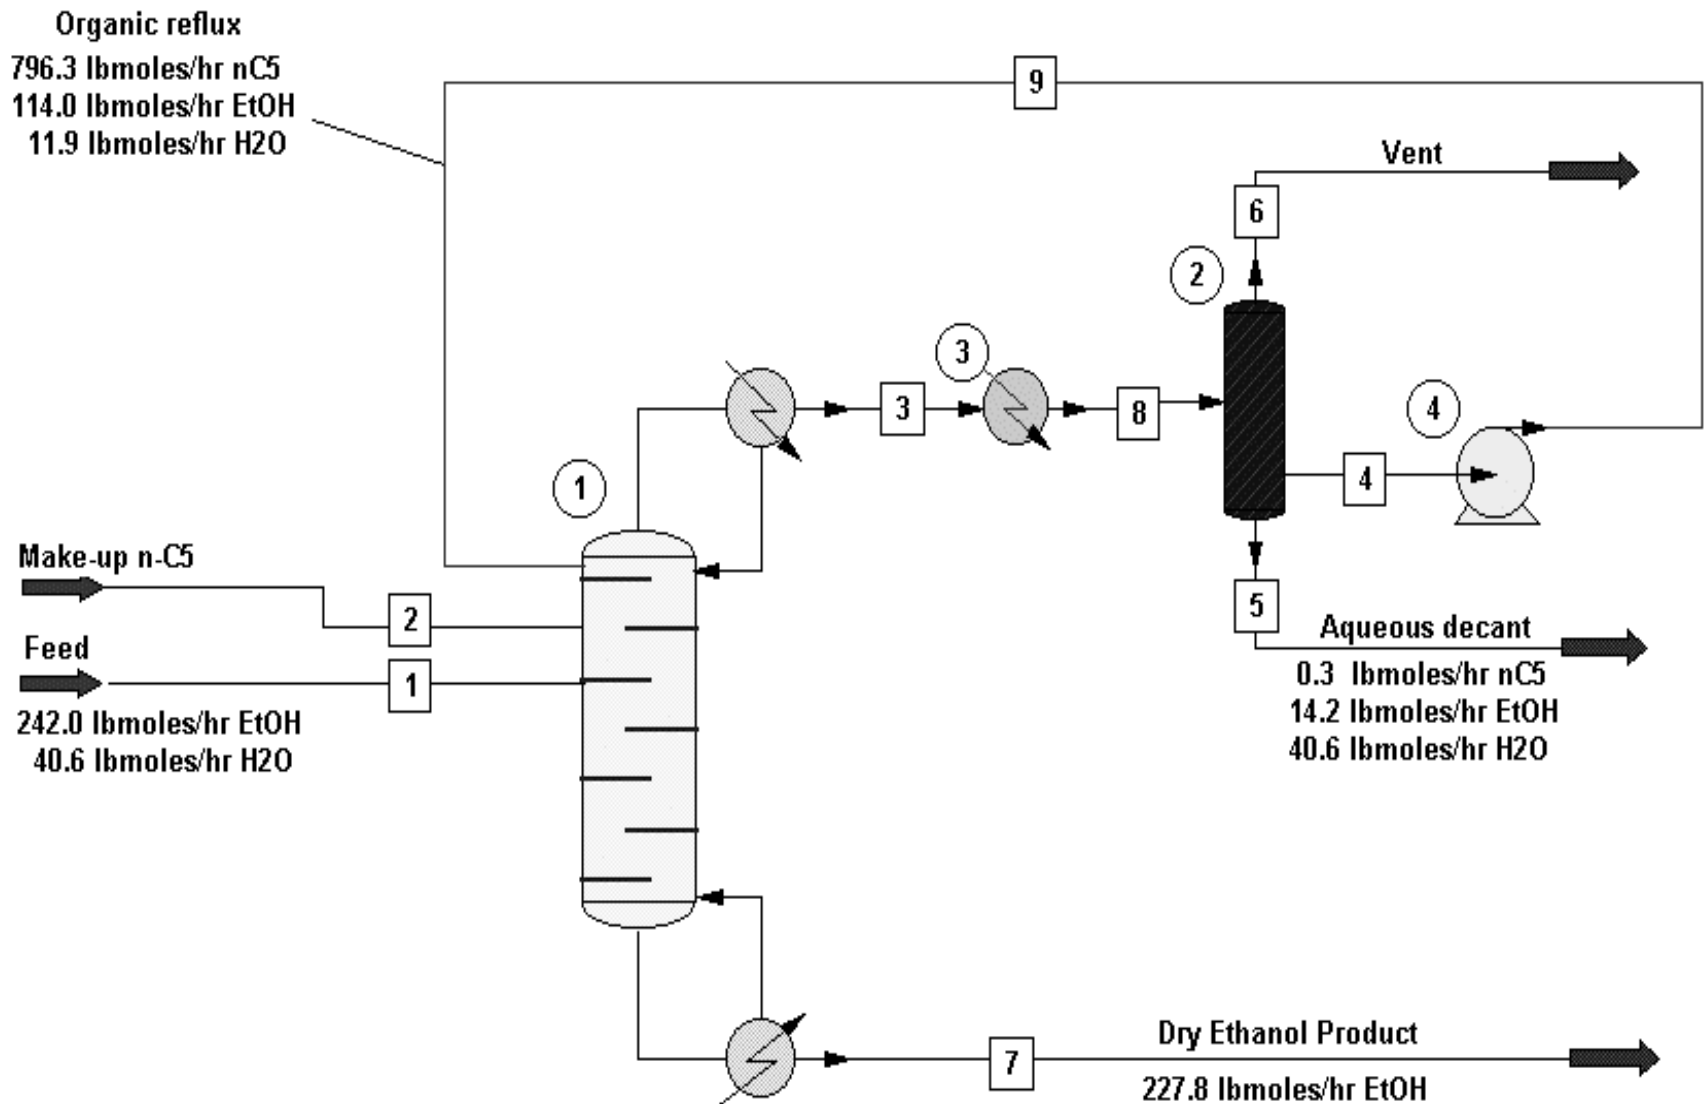 Organic reflux
796.3 lbmoles/hr nC5
114.0 lbmoles/hr EtOH
11.9 lbmoles/hr H2O
9
Vent
6
2
3
3
8
4
4
1
Make-up n-C5
2
Feed
1
242.0 lbmoles/hr EtOH
40.6 lbmoles/hr H2O
5
Aqueous decant
0.3 lbmoles/hr nC5
14.2 lbmoles/hr EtOH
40.6 lbmoles/hr H2O
7
Dry Ethanol Product
227.8 lbmoles/hr EtOH